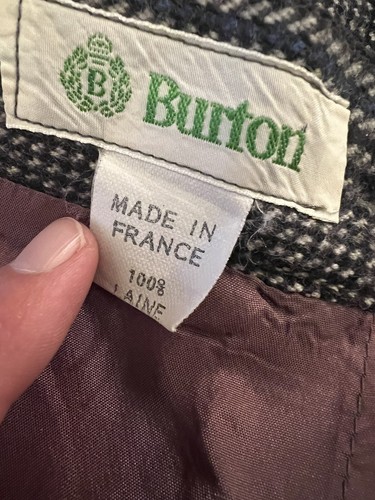 B
Burton
MADE IN
FRANCE
100%
LAINE